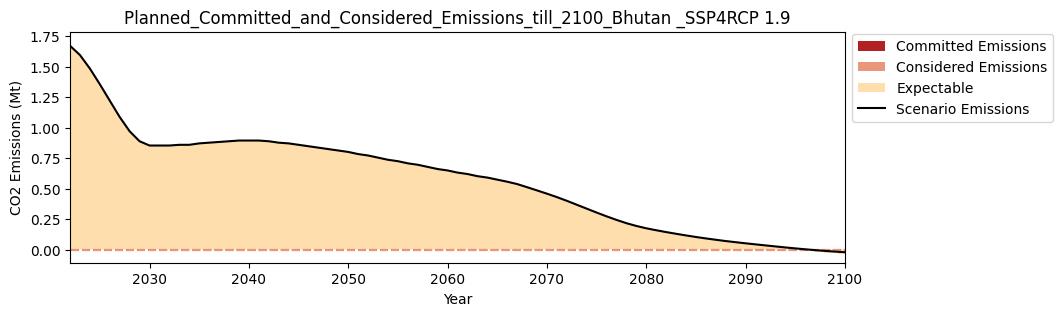 Planned_Committed_and_Considered_Emissions_till_2100_Bhutan _SSP4RCP 1.9
CO2 Emissions (Mt)
1.75
1.50
1.25
1.00
0.75
0.50
0.25
0.00
2030 2040 2050 2060 2070 2080 2090 2100
Year
Committed Emissions
Considered Emissions
Expectable
Scenario Emissions